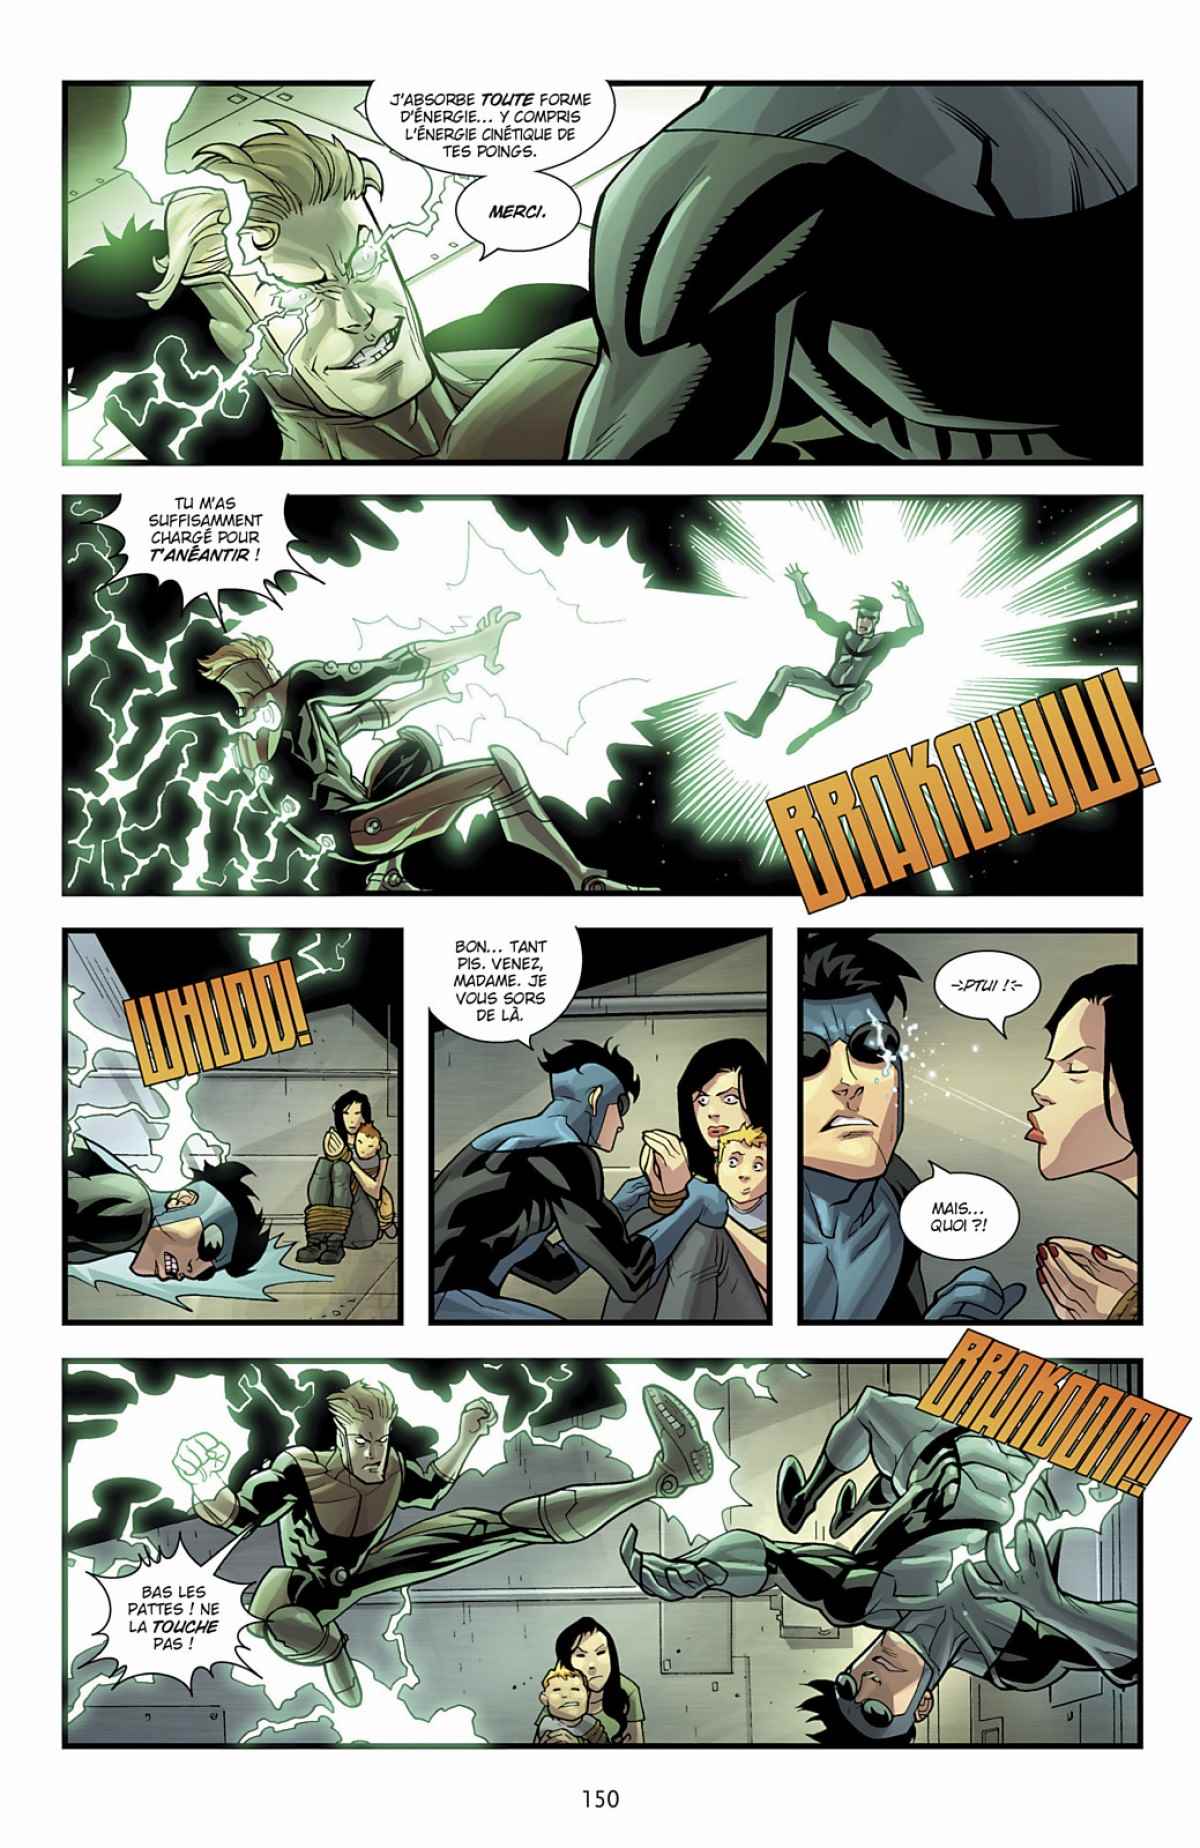 J'ABSORBE TOUTE FORME
D'ÉNERGIE... Y COMPRIS
L'ÉNERGIE CINÉTIQUE DE
TES POINGS.
MERCI.
TU M'AS
SUFFISAMMENT
CHARGÉ POUR
T'ANÉANTIR !
BRAKOWW!
WHUDD!
BON... TANT
PIS. VENEZ,
MADAME. JE
VOUS SORS
DE LÀ.
PTUI !
MAIS...
QUOI ?!
BRAKOOM!!
BAS LES
PATTES ! NE
LA TOUCHE
PAS !
150